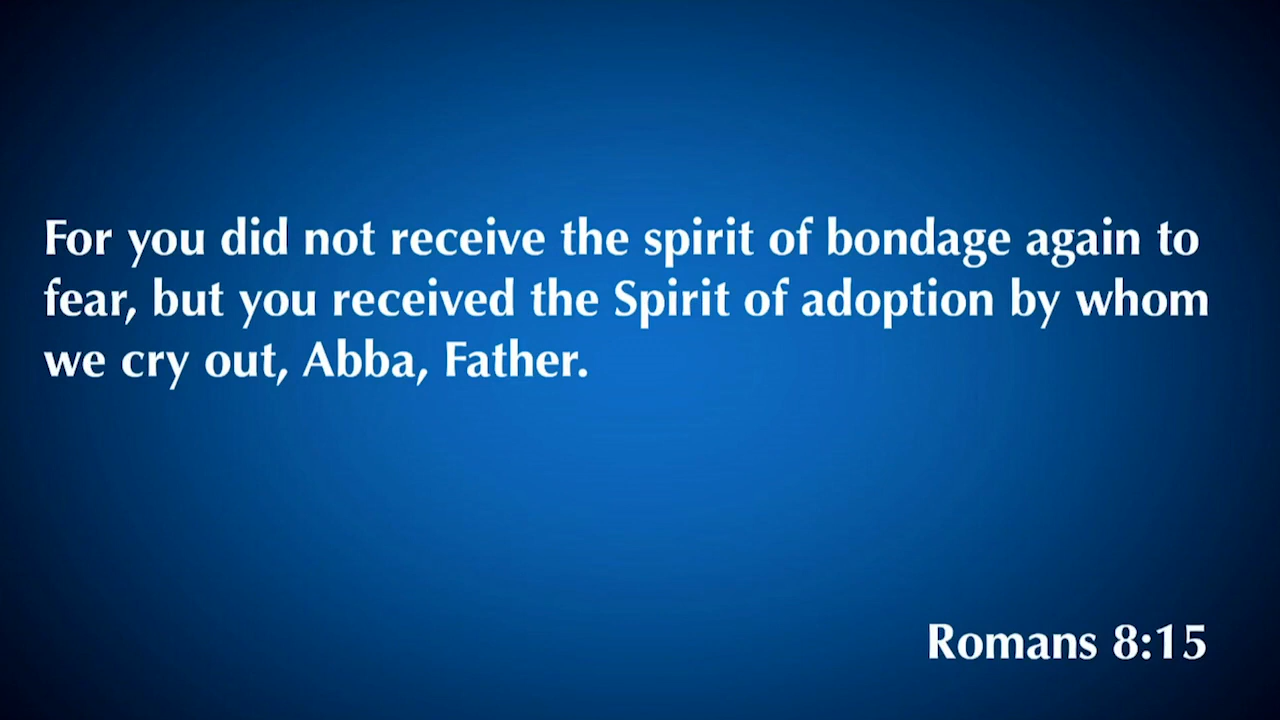 For you did not receive the spirit of bondage again to
fear, but you received the Spirit of adoption by whom
we cry out, Abba, Father.
Romans 8:15